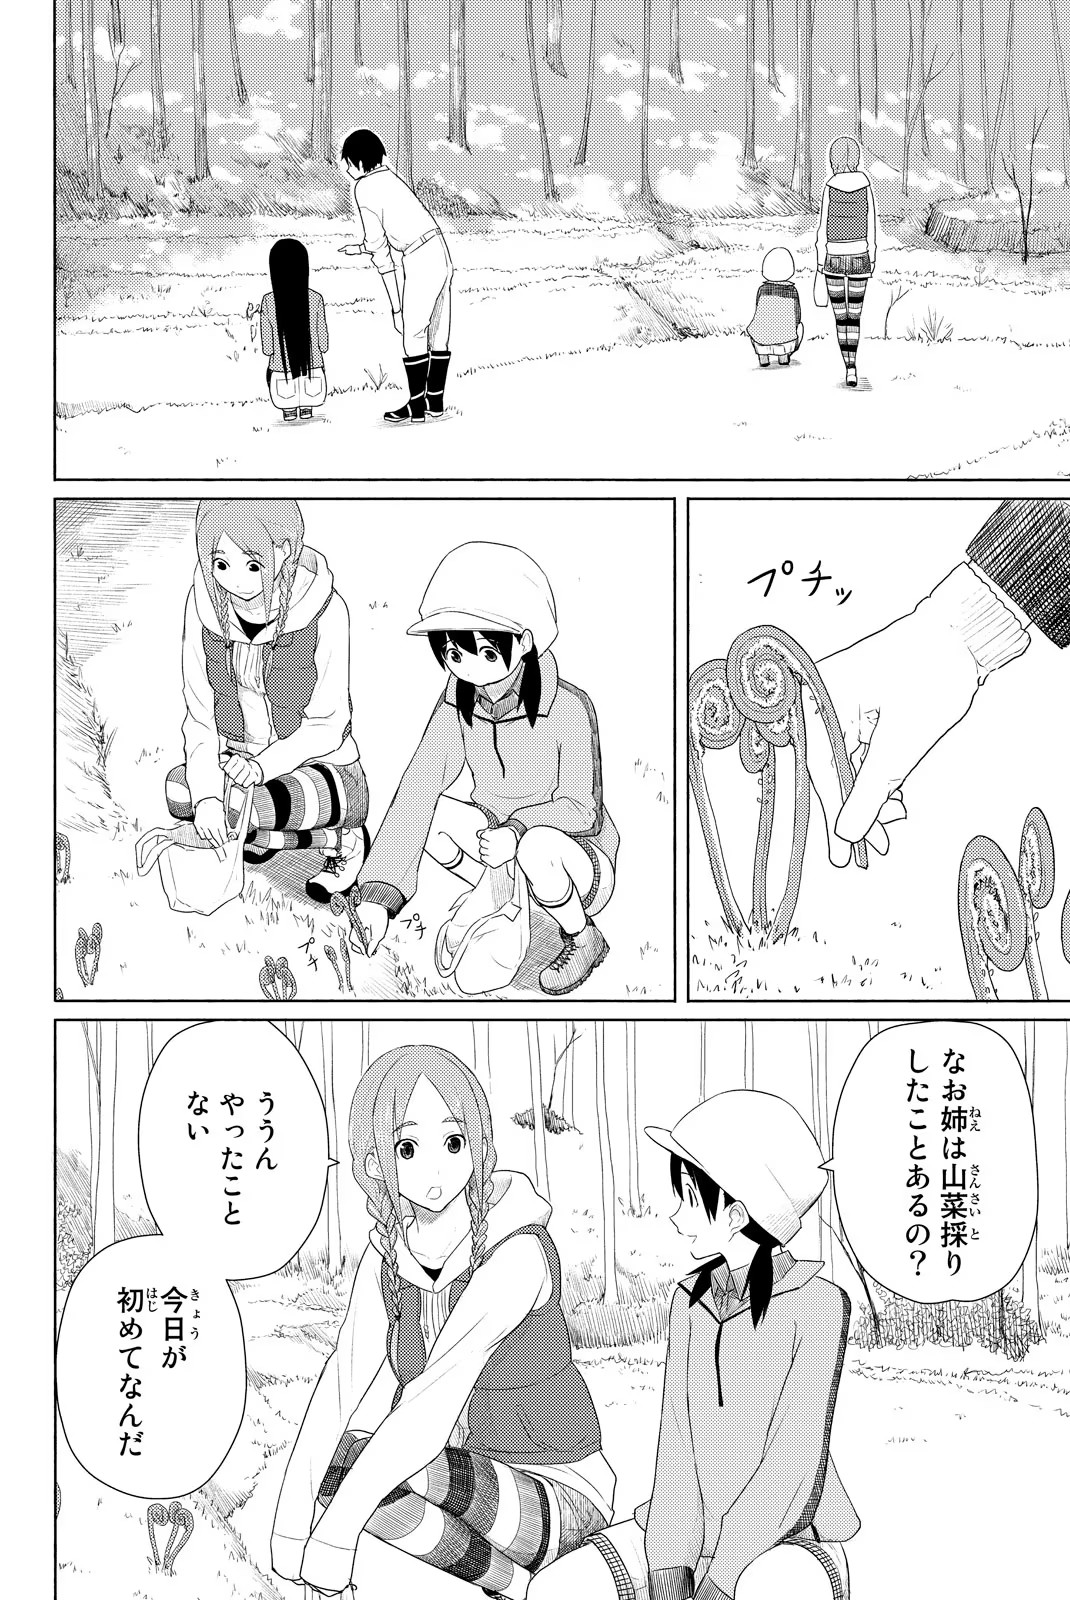 プチッ
プチ
プチ
なお姉は山菜採り
したことあるの？
ううん
やったこと
ない
今日が
初めてなんだ